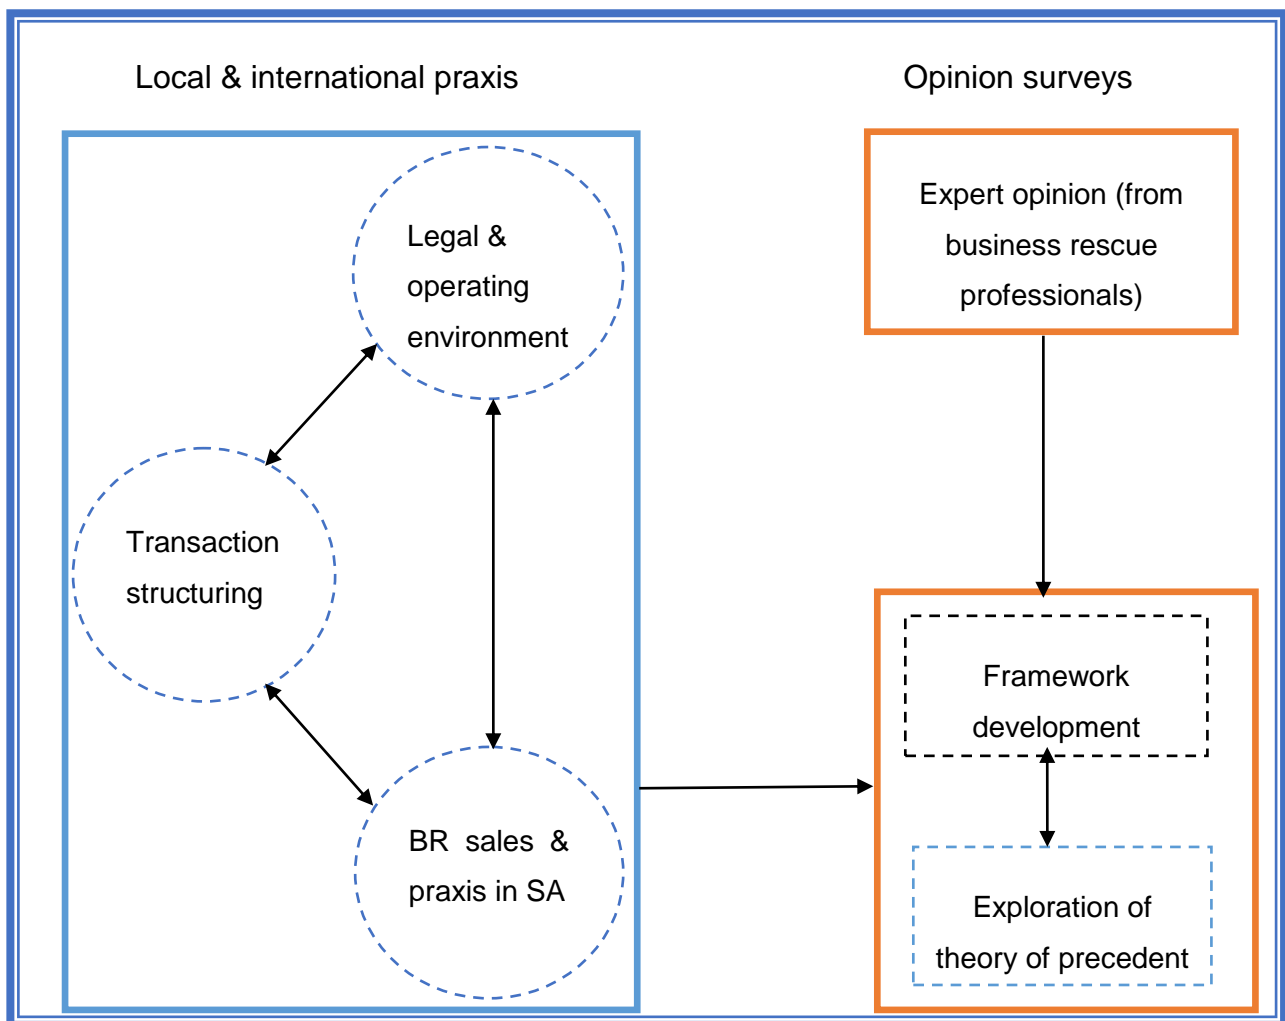 Local & international praxis
Opinion surveys
Legal &
operating
environment
Transaction
structuring
BR sales &
praxis in SA
Expert opinion (from
business rescue
professionals)
Framework
development
Exploration of
theory of precedent